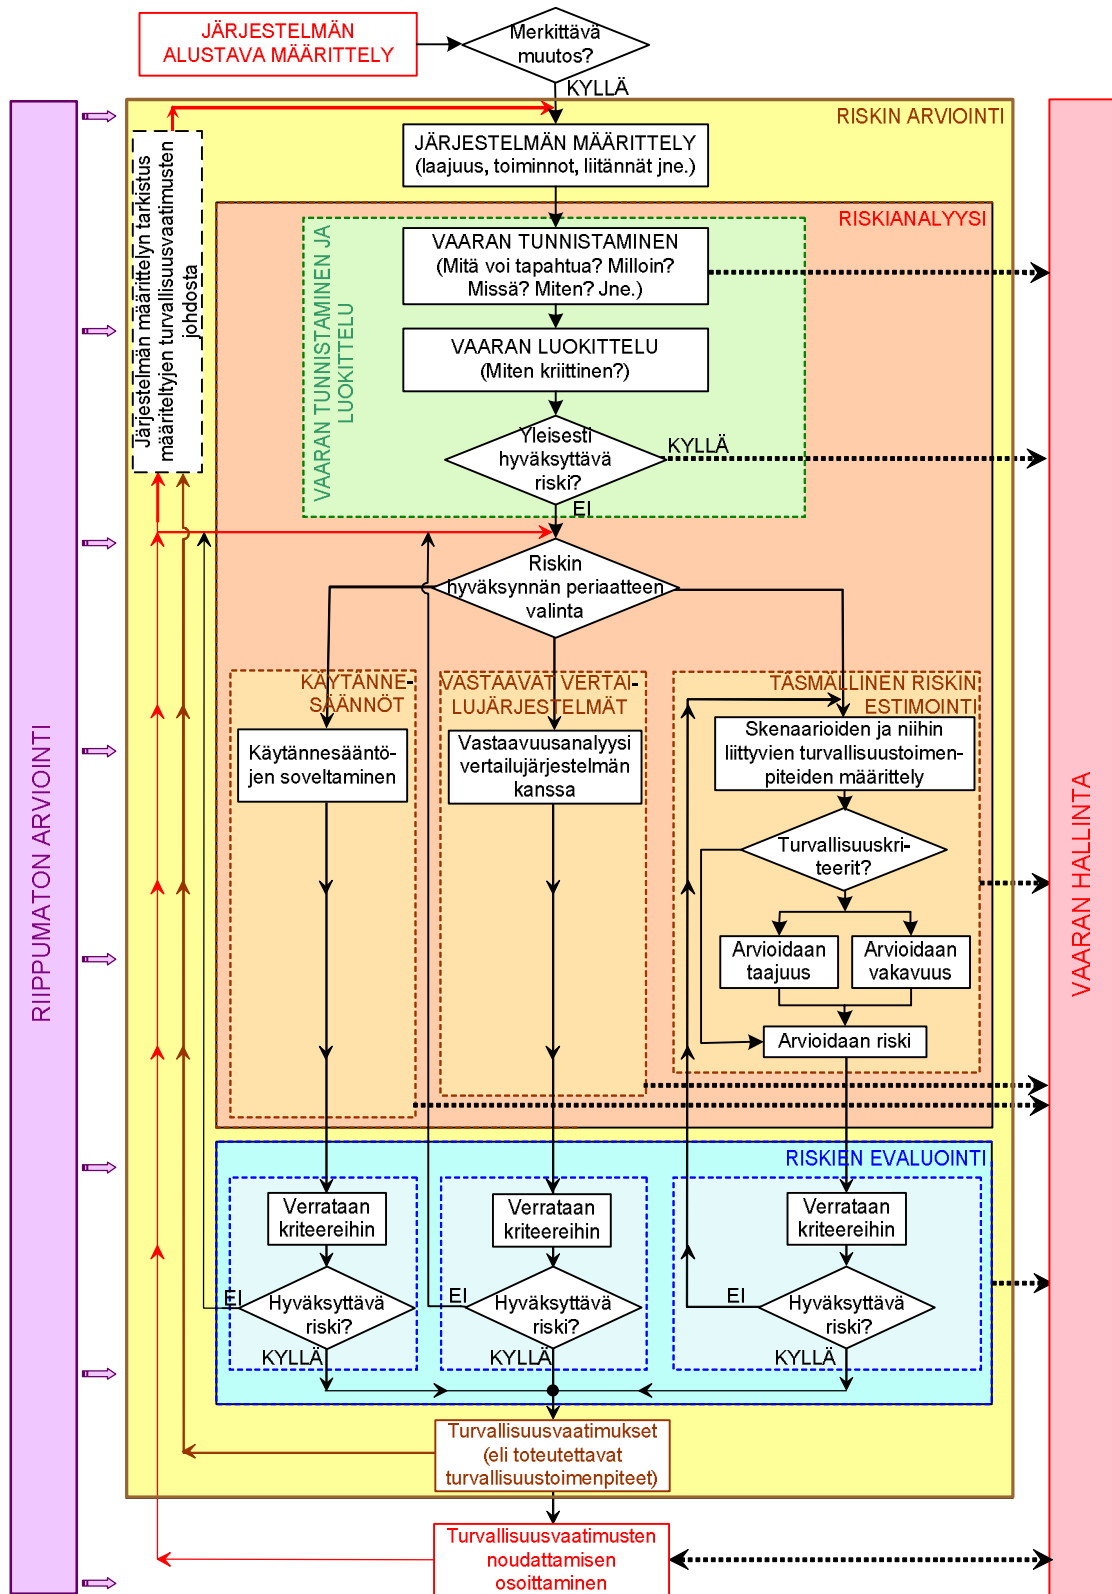 JÄRJESTELMÄN
ALUSTAVA MÄÄRITTELY
Merkittävä
muutos?
KYLLÄ
RISKIN ARVIOINTI
JÄRJESTELMÄN MÄÄRITTELY
(laajuus, toiminnot, liitännät jne.)
Järjestelmän määrittelyn tarkistus
määriteltyjen turvallisuusvaatimusten
johdosta
RISKIANALYYSI
VAARAN TUNNISTAMINEN JA
LUOKITTELU
VAARAN TUNNISTAMINEN
(Mitä voi tapahtua? Milloin?
Missä? Miten? Jne.)
VAARAN LUOKITTELU
(Miten kriittinen?)
Yleisesti
hyväksyttävä
riski?
KYLLÄ
EI
Riskin
hyväksynnän periaatteen
valinta
KÄYTÄNNE-
SÄÄNNÖT
VASTAAVAT VERTAI-
LUJÄRJESTELMÄT
TÄSMÄLLINEN RISKIN
ESTIMOINTI
Käytännesääntö-
jen soveltaminen
Vastaavuusanalyysi
vertailujärjestelmän
kanssa
Skenaarioiden ja niihin
liittyvien turvallisuustoimen-
piteiden määrittely
Turvallisuuskri-
teerit?
Arvioidaan
taajuus
Arvioidaan
vakavuus
Arvioidaan riski
RISKIEN EVALUOINTI
Verrataan
kriteereihin
Verrataan
kriteereihin
Verrataan
kriteereihin
EI
Hyväksyttävä
riski?
EI
Hyväksyttävä
riski?
EI
Hyväksyttävä
riski?
KYLLÄ
KYLLÄ
KYLLÄ
Turvallisuusvaatimukset
(eli toteutettavat
turvallisuustoimenpiteet)
Turvallisuusvaatimusten
noudattamisen
osoittaminen
RIIPPUMATON ARVIOINTI
VAARAN HALLINTA